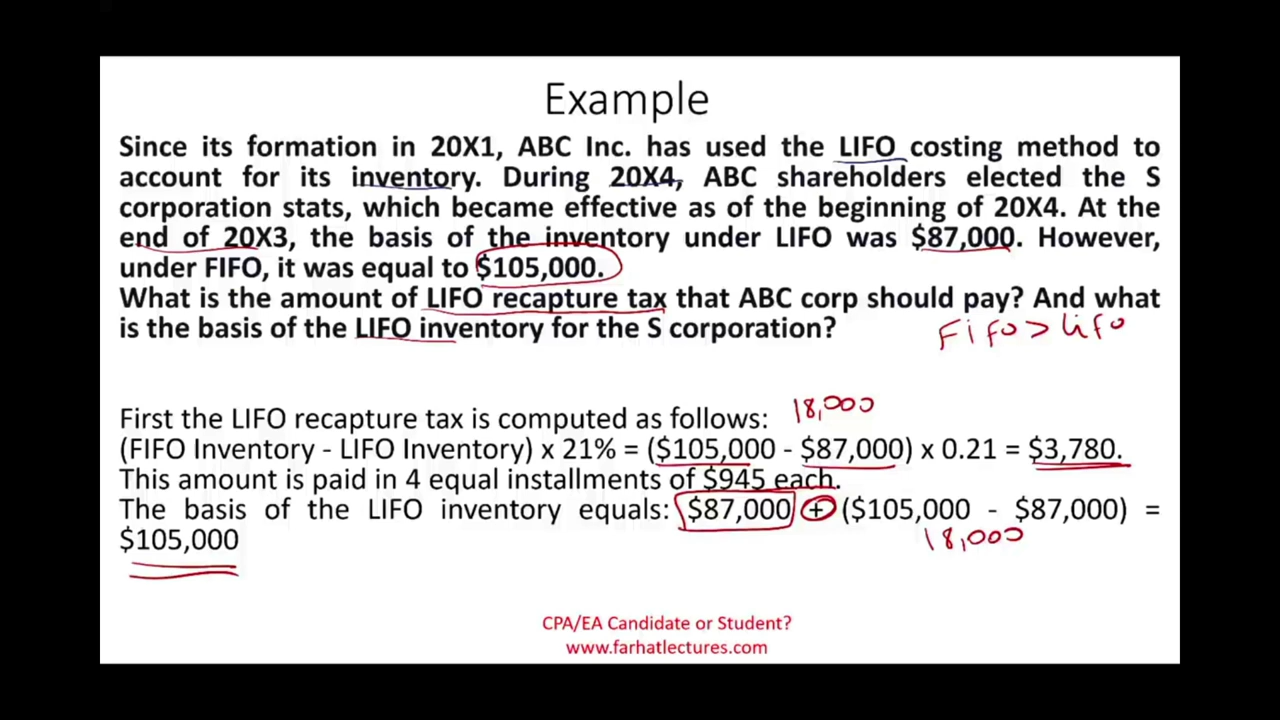 Example
Since its formation in 20X1, ABC Inc. has used the LIFO costing method to
account for its inventory. During 20X4, ABC shareholders elected the S
corporation stats, which became effective as of the beginning of 20X4. At the
end of 20X3, the basis of the inventory under LIFO was $87,000. However,
under FIFO, it was equal to $105,000.
What is the amount of LIFO recapture tax that ABC corp should pay? And what
is the basis of the LIFO inventory for the S corporation?
Fifo > Lifo
18,000
First the LIFO recapture tax is computed as follows:
(FIFO Inventory - LIFO Inventory) x 21% = ($105,000 - $87,000) x 0.21 = $3,780.
This amount is paid in 4 equal installments of $945 each.
The basis of the LIFO inventory equals: $87,000 + ($105,000 - $87,000) =
$105,000
18,000
CPA/EA Candidate or Student?
www.farhatlectures.com